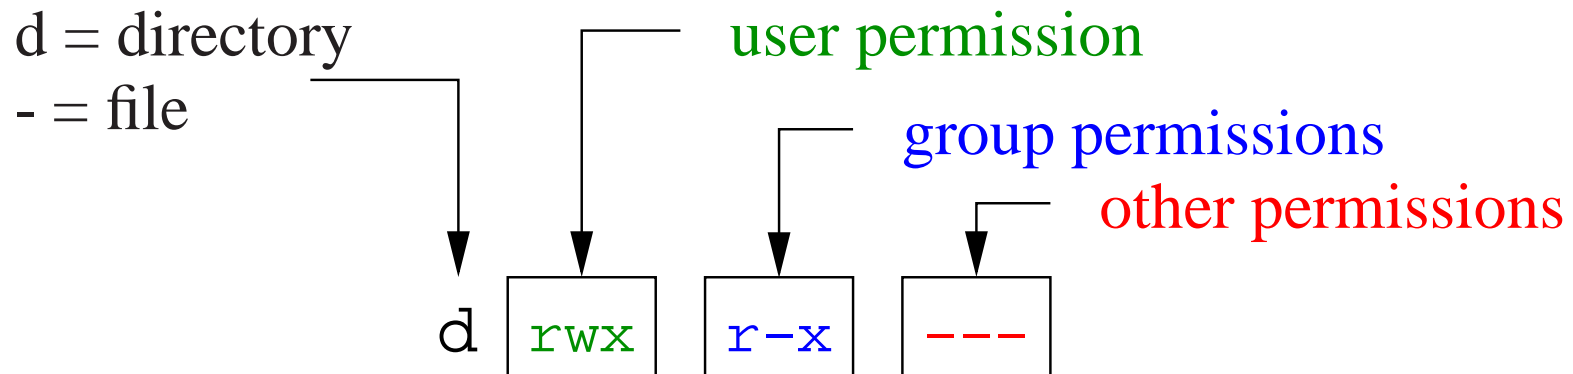 d = directory
- = file
user permission
group permissions
other permissions
d rwx r-x ---